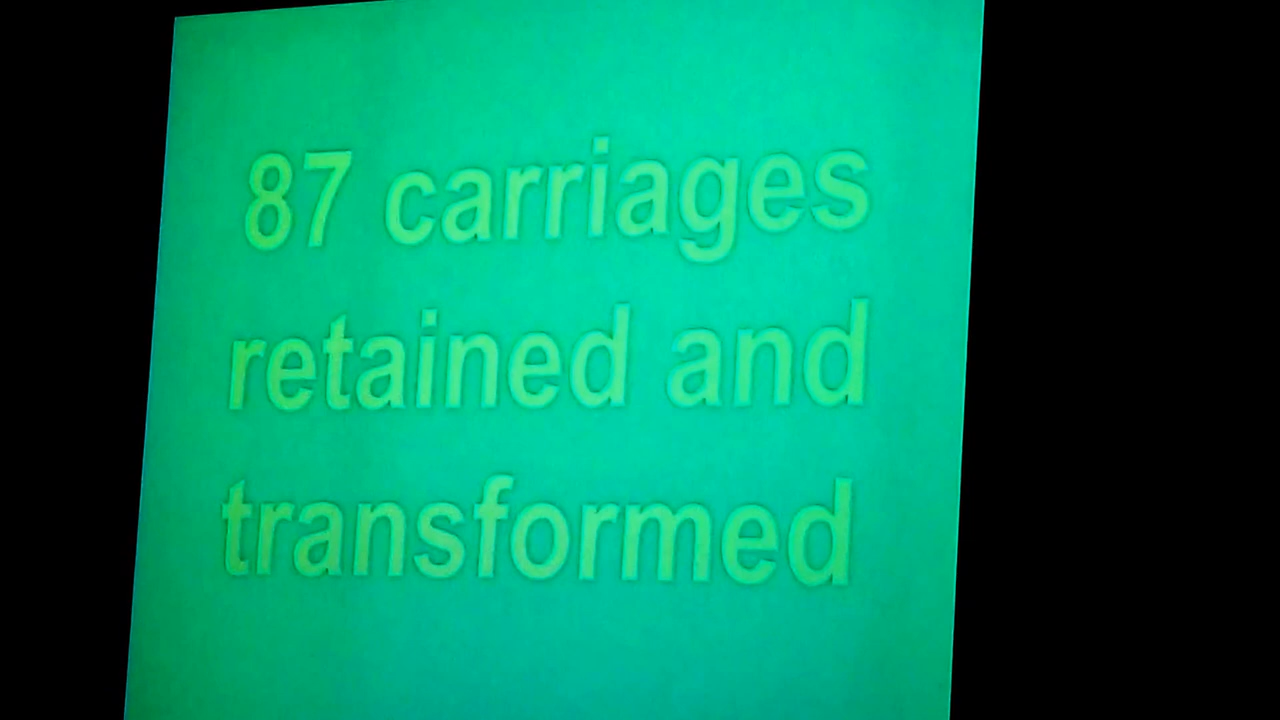 87 carriages
retained and
transformed